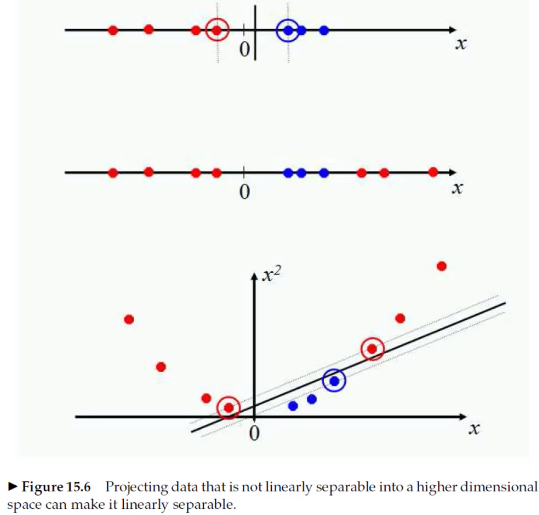 0
x
0
x
x²
0
x
► Figure 15.6 Projecting data that is not linearly separable into a higher dimensional
space can make it linearly separable.